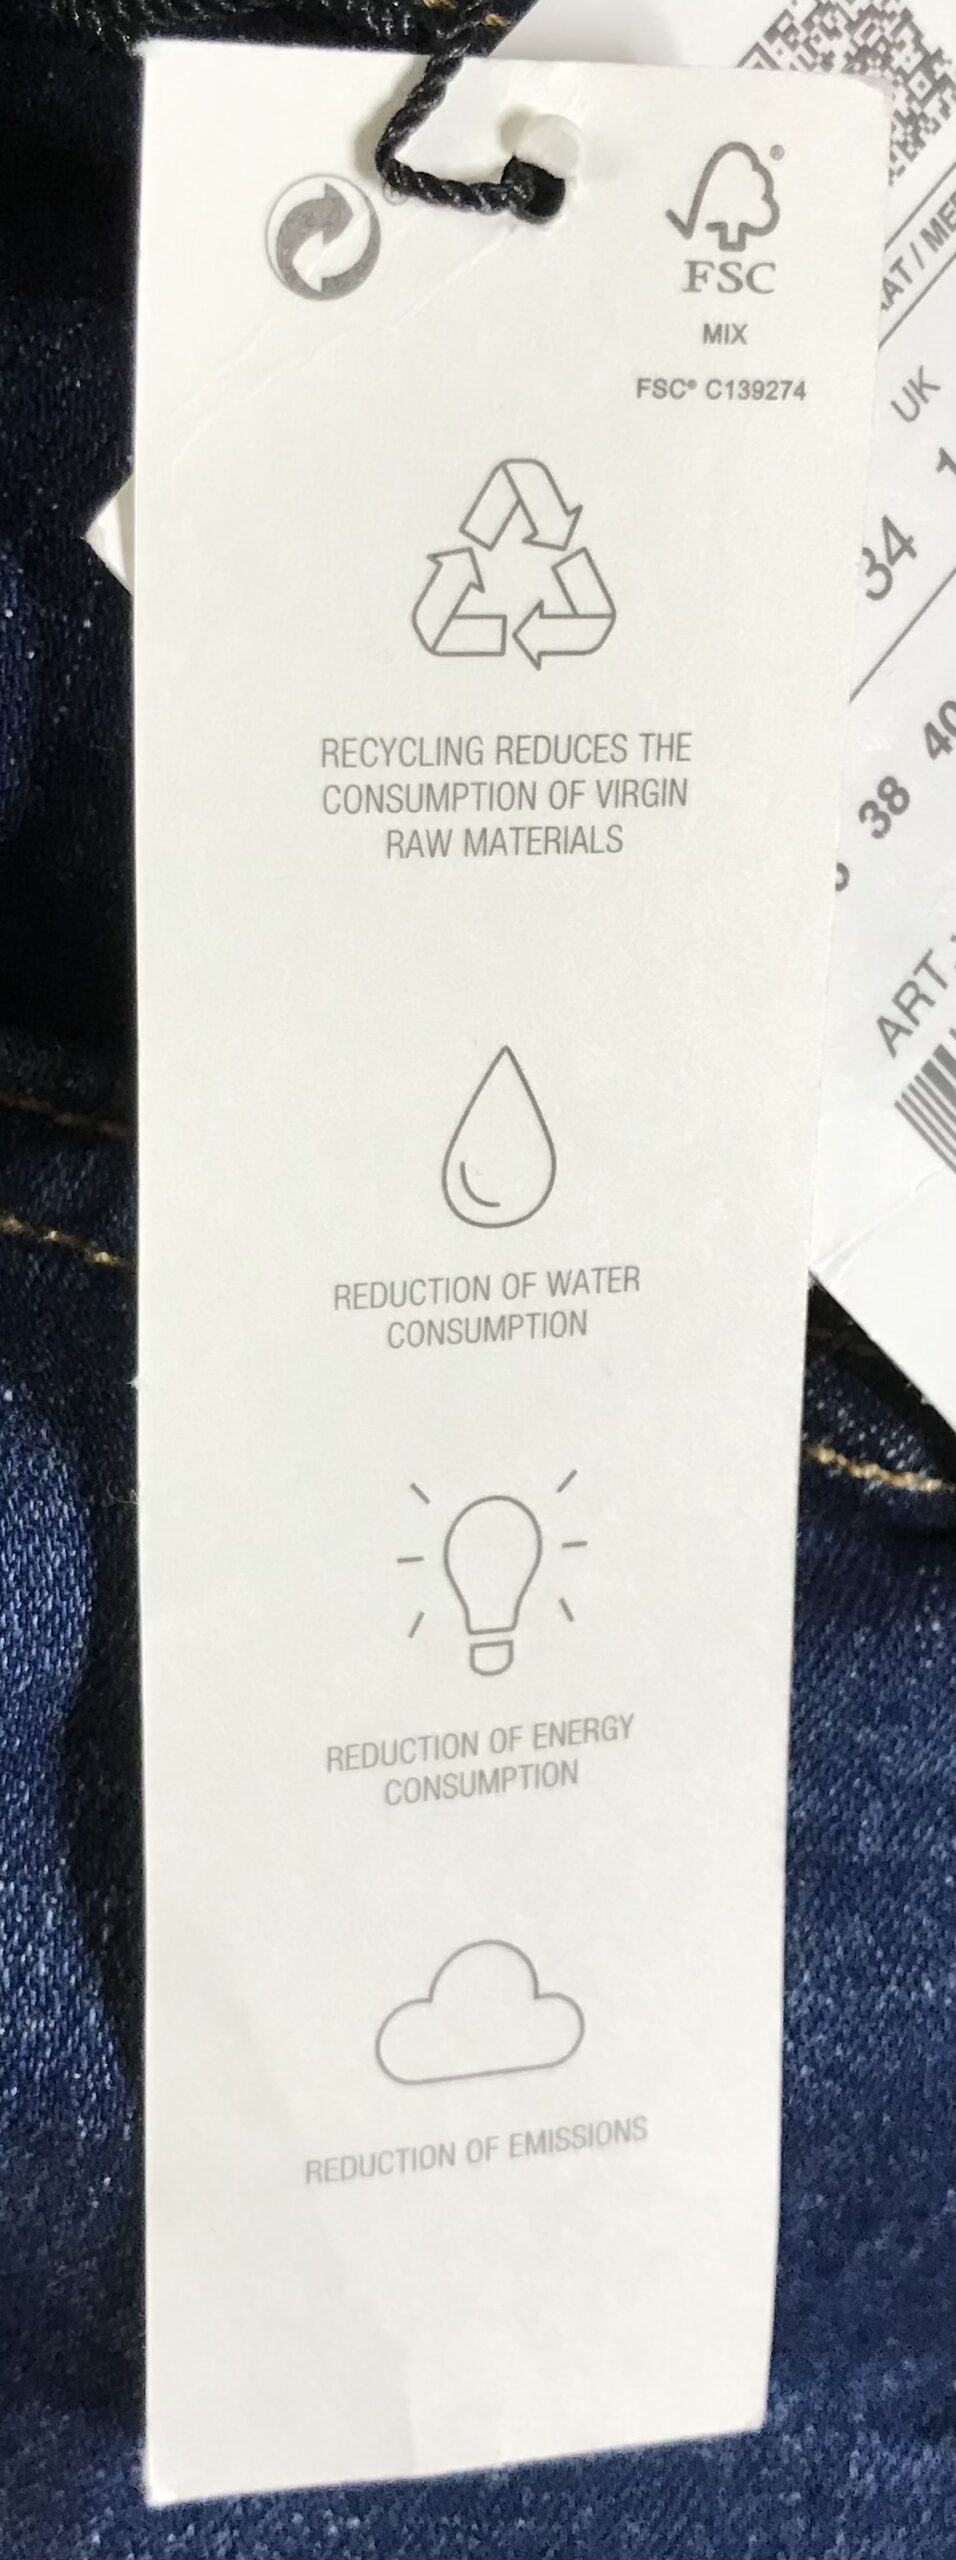 FSC
MIX
FSC® C139274
RECYCLING REDUCES THE
CONSUMPTION OF VIRGIN
RAW MATERIALS
REDUCTION OF WATER
CONSUMPTION
REDUCTION OF ENERGY
CONSUMPTION
REDUCTION OF EMISSIONS
UK
34
38 40
ART.